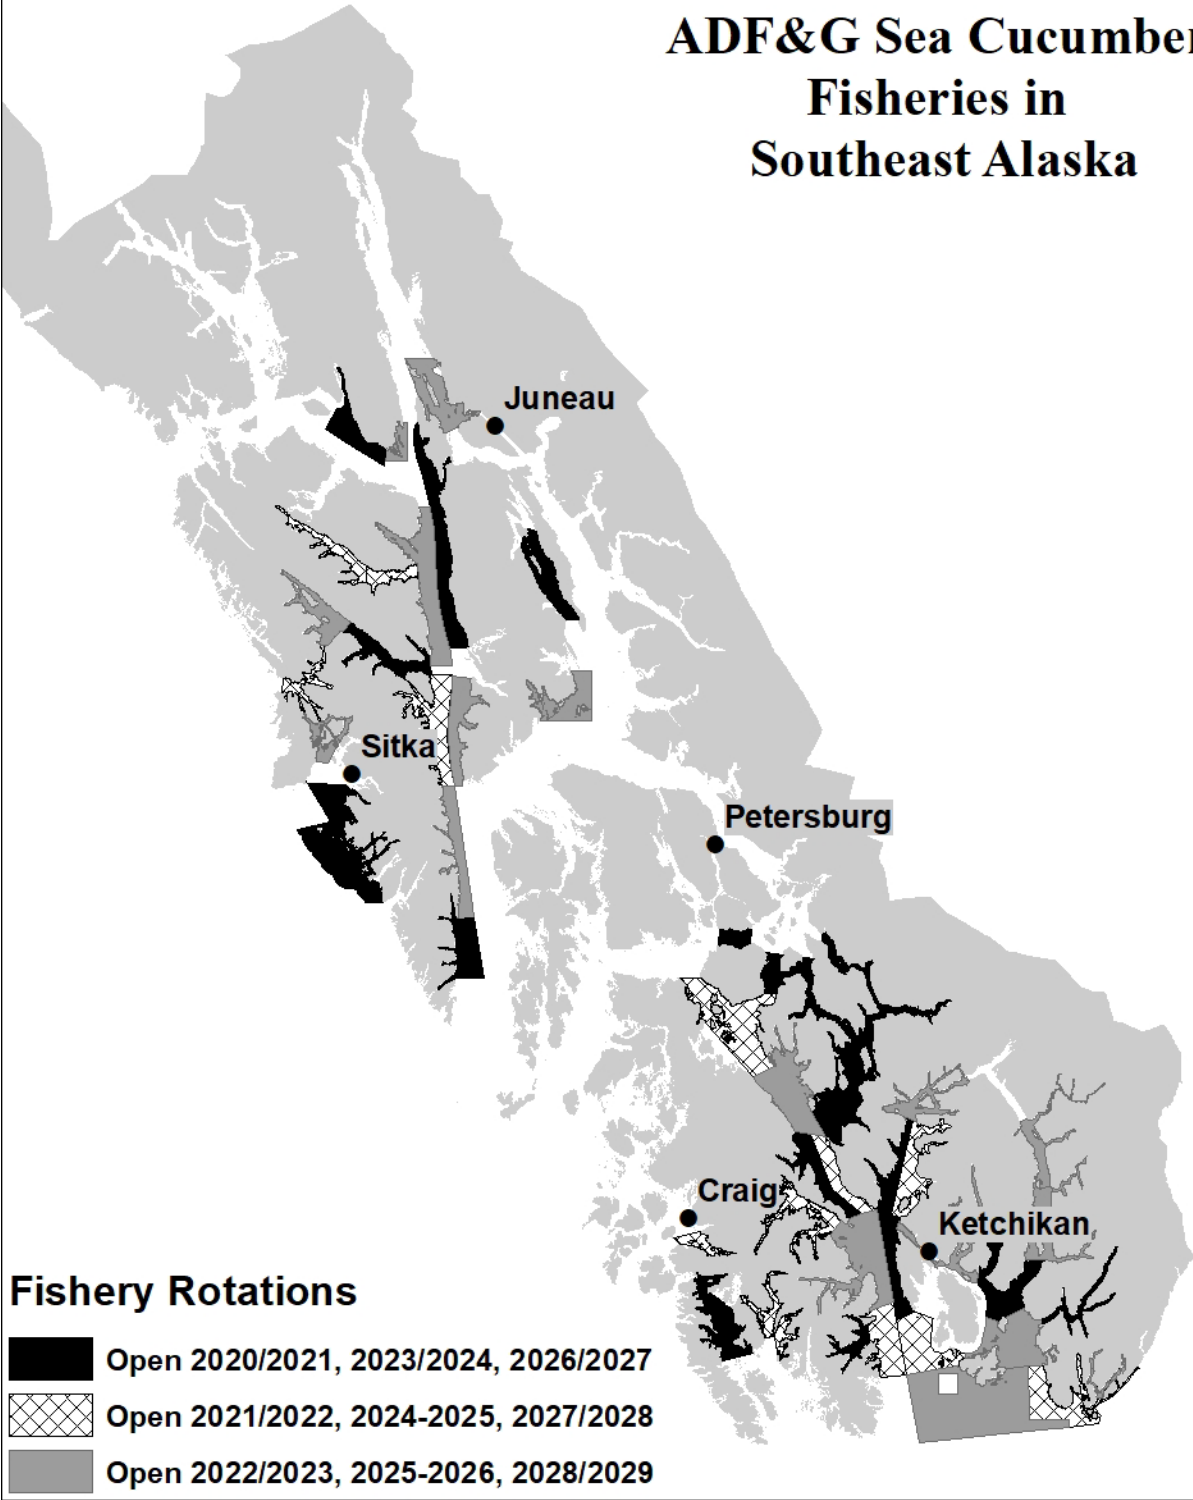 ADF&G Sea Cucumber
Fisheries in
Southeast Alaska
Juneau
Sitka
Petersburg
Craig
Ketchikan
Fishery Rotations
Open 2020/2021, 2023/2024, 2026/2027
Open 2021/2022, 2024-2025, 2027/2028
Open 2022/2023, 2025-2026, 2028/2029